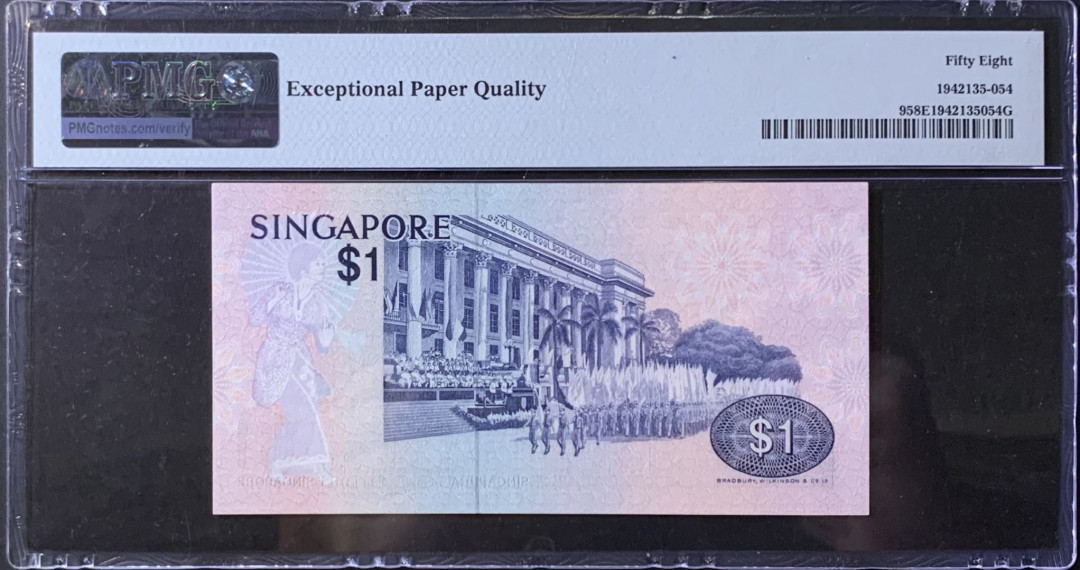 PMG
PMGnotes.com/verify
Exceptional Paper Quality
Fifty Eight
1942135-054
958E1942135054G
SINGAPORE
$1
$1
BRADBURY, WILKINSON & Cº Lᵈ